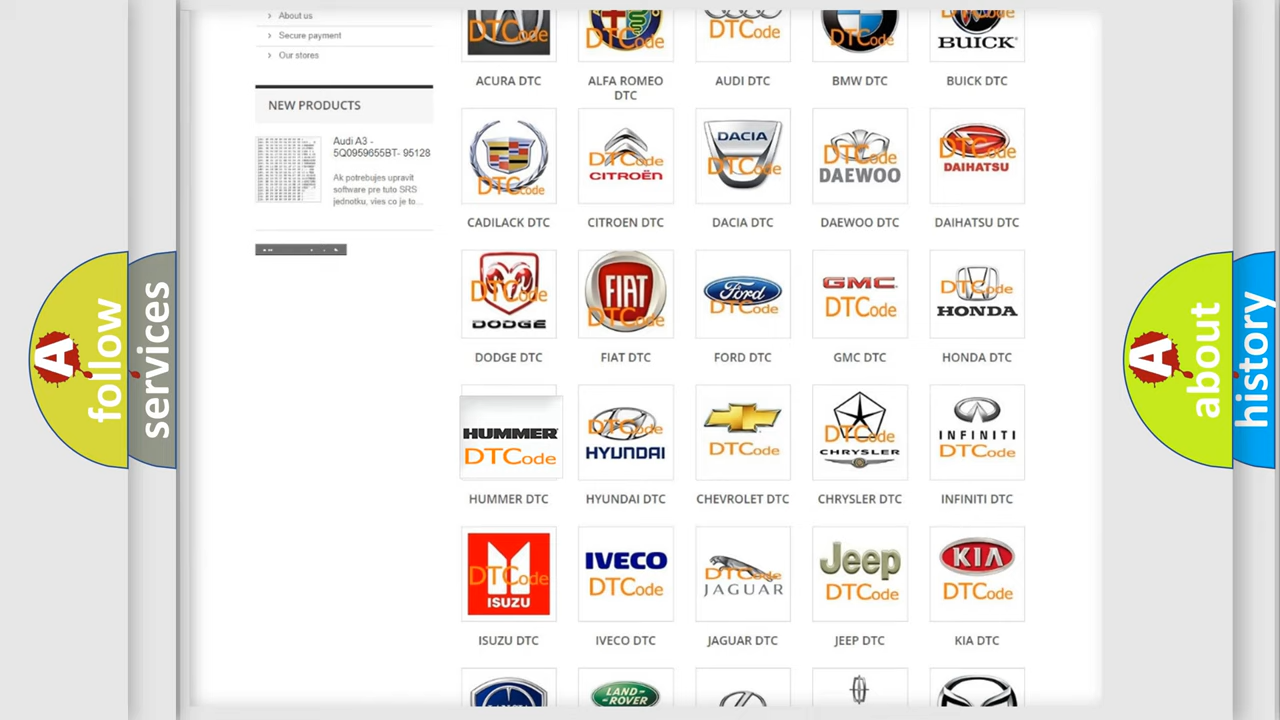 About us
Secure payment
Our stores
NEW PRODUCTS
Audi A3 -
5Q0959655BT- 95128
Ak potrebujes upravit
software pre tuto SRS
jednotku, vies co je to...
DTCode
DTCode
DTCode
DTCode
DTCode
BUICK
ACURA DTC
ALFA ROMEO
DTC
AUDI DTC
BMW DTC
BUICK DTC
DTCode
DTCode
CITROËN
DACIA
DTCode
DTCode
DAEWOO
DTCode
DAIHATSU
CADILACK DTC
CITROEN DTC
DACIA DTC
DAEWOO DTC
DAIHATSU DTC
DTCode
DODGE
FIAT
DTCode
Ford
DTCode
GMC
DTCode
DTCode
HONDA
DODGE DTC
FIAT DTC
FORD DTC
GMC DTC
HONDA DTC
HUMMER
DTCode
DTCode
HYUNDAI
DTCode
DTCode
CHRYSLER
INFINITI
DTCode
HUMMER DTC
HYUNDAI DTC
CHEVROLET DTC
CHRYSLER DTC
INFINITI DTC
DTCode
ISUZU
IVECO
DTCode
DTCode
JAGUAR
Jeep
DTCode
KIA
DTCode
ISUZU DTC
IVECO DTC
JAGUAR DTC
JEEP DTC
KIA DTC
LAND-
ROVER
A
follow
services
A
about
history